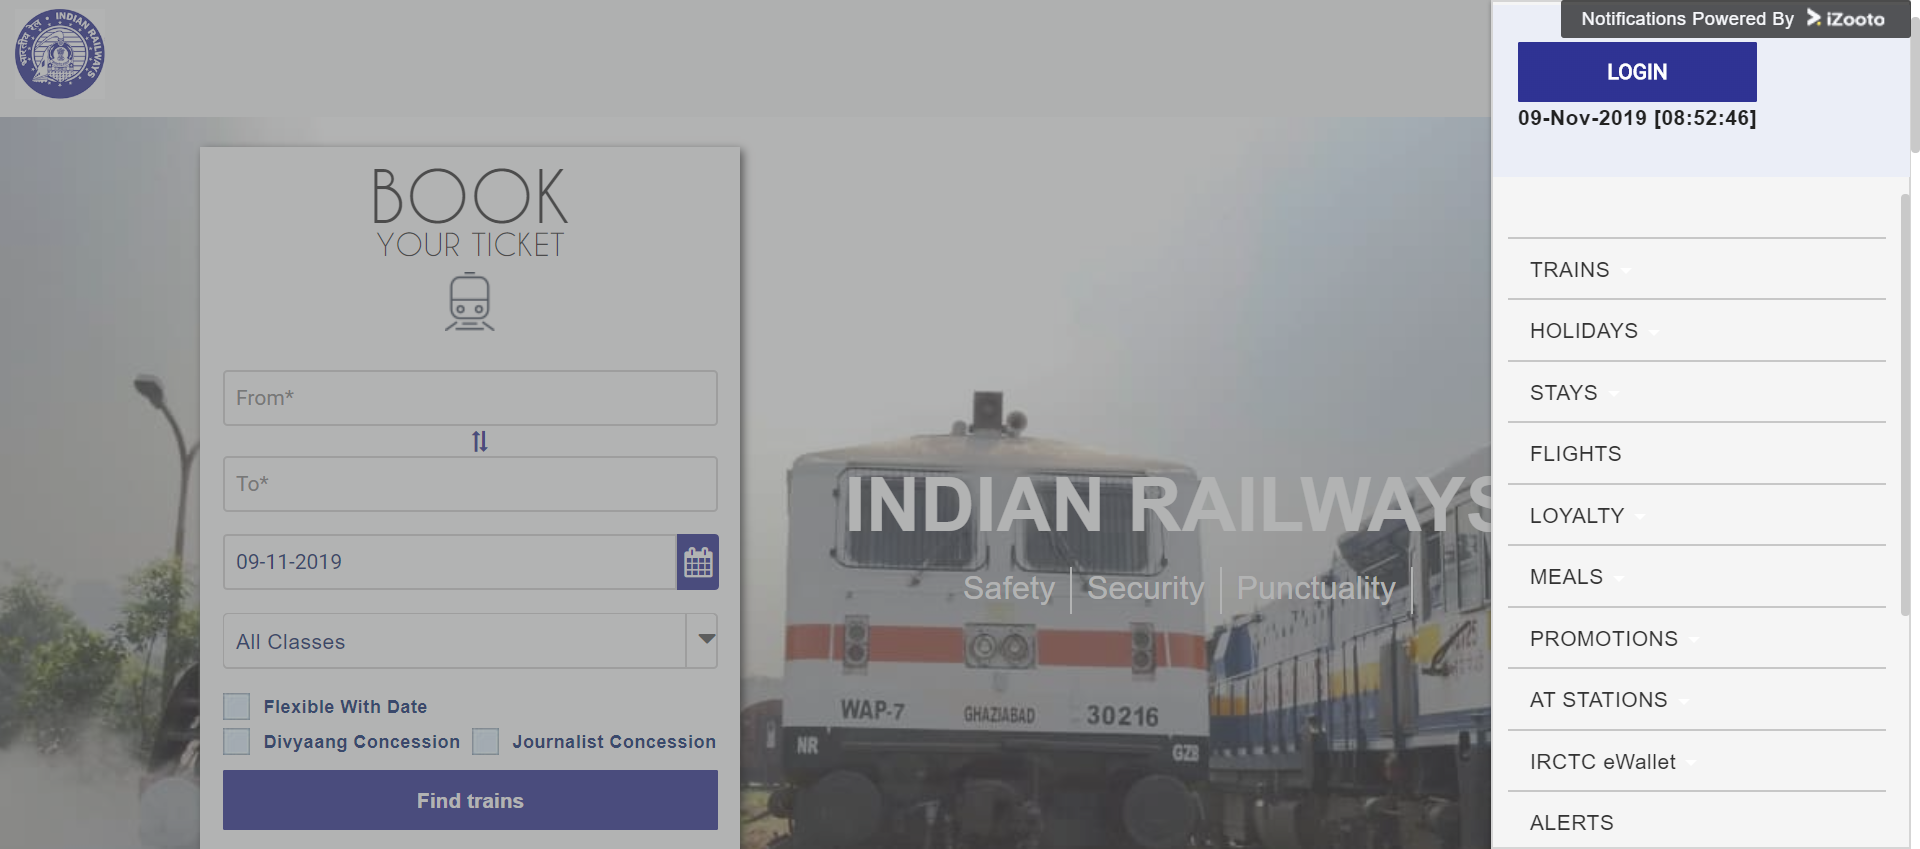 भारतीय रेल • INDIAN RAILWAYS
Notifications Powered By iZooto
LOGIN
09-Nov-2019 [08:52:46]
BOOK
YOUR TICKET
From*
To*
09-11-2019
All Classes
Flexible With Date
Divyaang Concession
Journalist Concession
Find trains
INDIAN RAILWAYS
Safety
Security
Punctuality
WAP-7
GHAZIABAD
30216
NR
GZB
TRAINS
HOLIDAYS
STAYS
FLIGHTS
LOYALTY
MEALS
PROMOTIONS
AT STATIONS
IRCTC eWallet
ALERTS